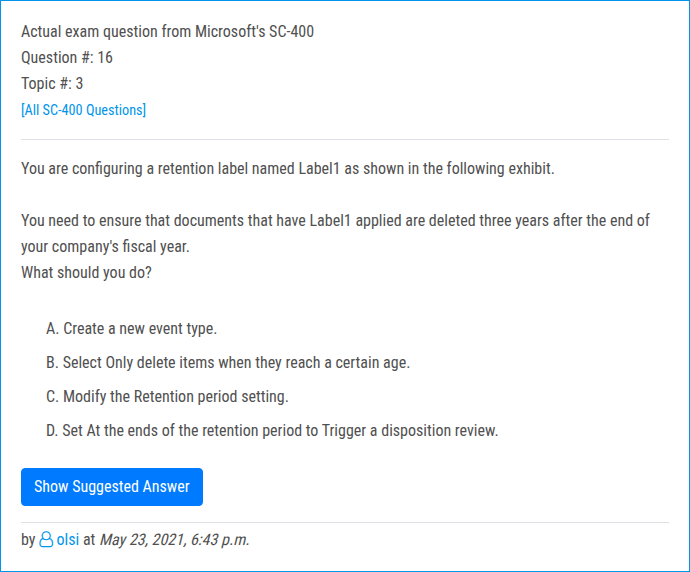 Actual exam question from Microsoft's SC-400
Question #: 16
Topic #: 3
[All SC-400 Questions]
You are configuring a retention label named Label1 as shown in the following exhibit.
You need to ensure that documents that have Label1 applied are deleted three years after the end of
your company's fiscal year.
What should you do?
A. Create a new event type.
B. Select Only delete items when they reach a certain age.
C. Modify the Retention period setting.
D. Set At the ends of the retention period to Trigger a disposition review.
Show Suggested Answer
by olsi at May 23, 2021, 6:43 p.m.